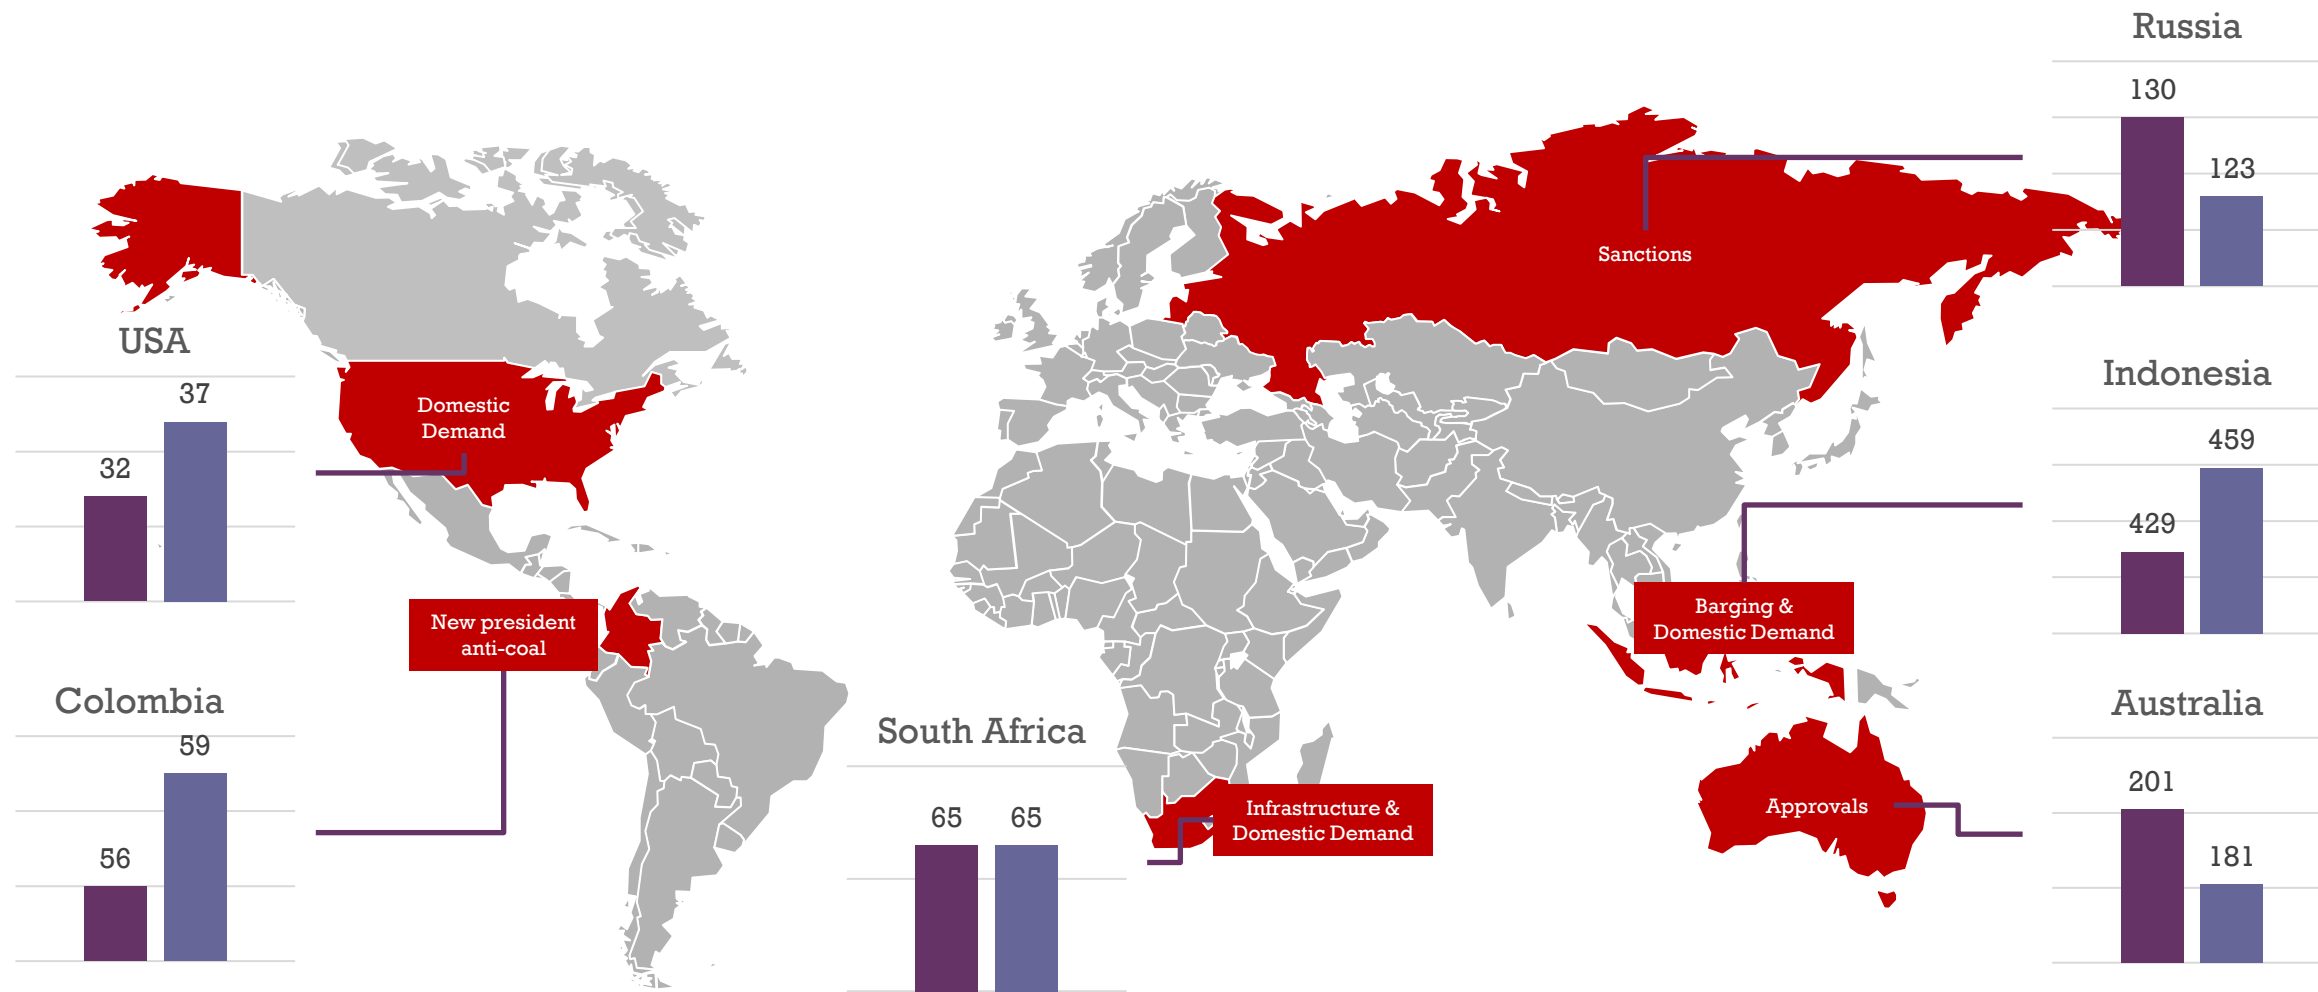 Russia
130
123
Sanctions
USA
37
32
Domestic
Demand
Indonesia
459
429
Barging &
Domestic Demand
New president
anti-coal
Colombia
59
56
South Africa
65
65
Infrastructure &
Domestic Demand
Australia
201
181
Approvals